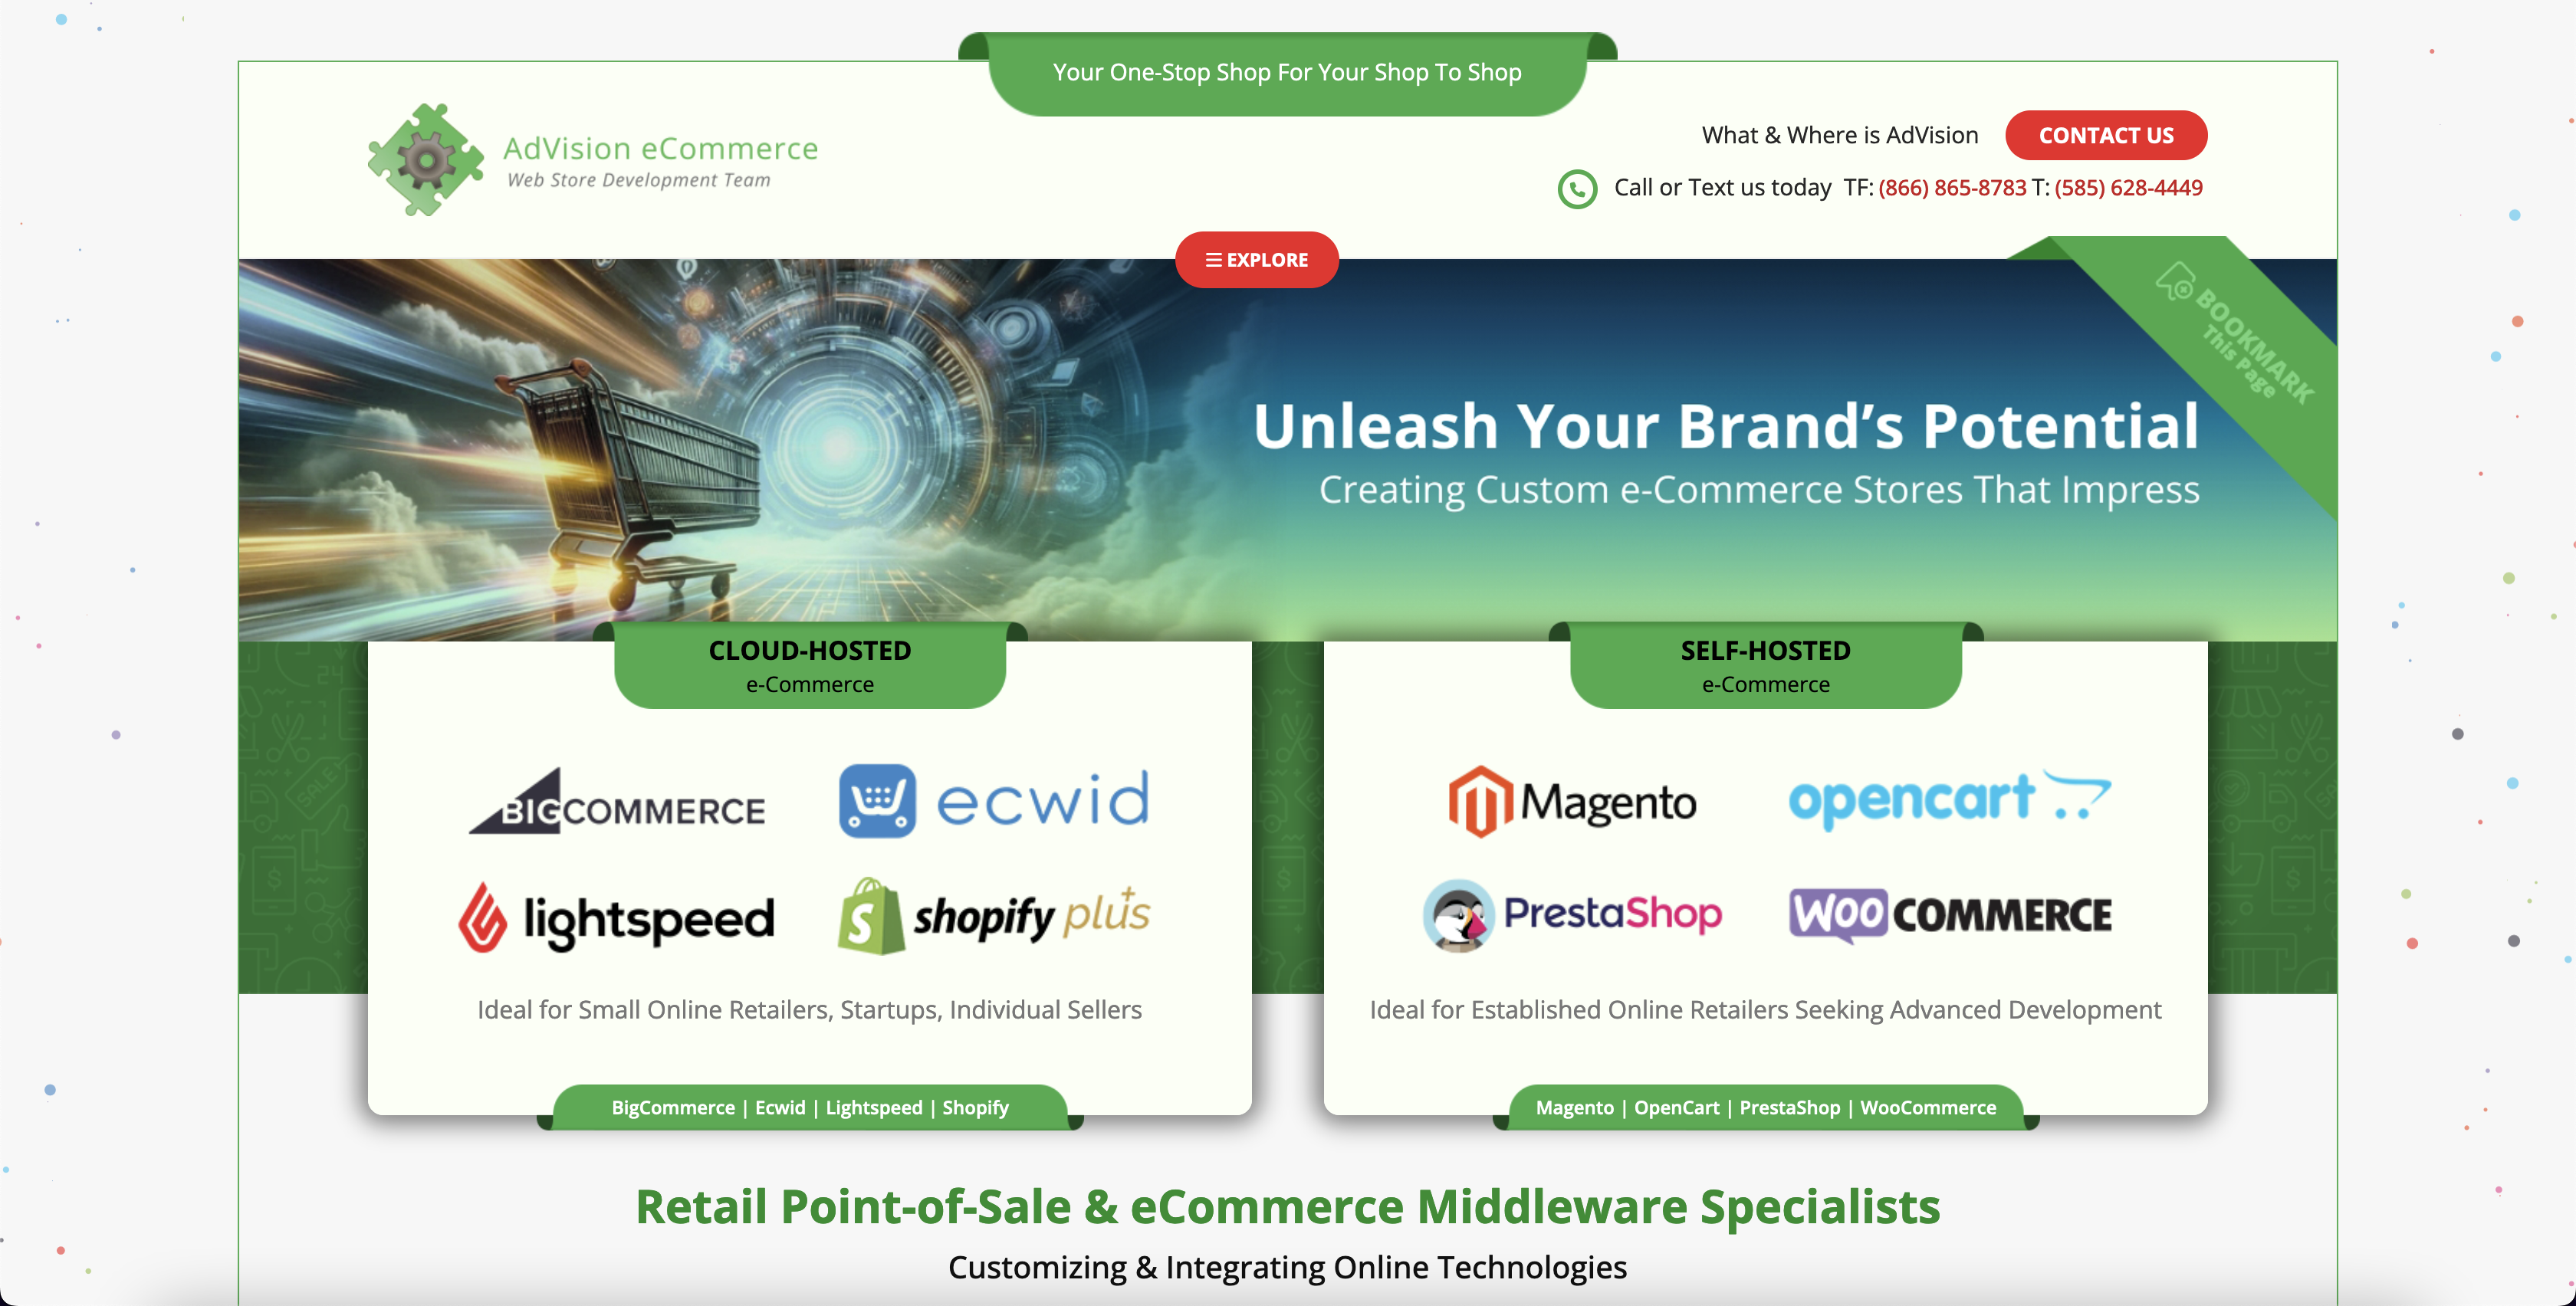 Your One-Stop Shop For Your Shop To Shop
AdVision eCommerce
Web Store Development Team
What & Where is AdVision
CONTACT US
Call or Text us today TF: (866) 865-8783 T: (585) 628-4449
EXPLORE
BOOKMARK
This Page
Unleash Your Brand’s Potential
Creating Custom e-Commerce Stores That Impress
CLOUD-HOSTED
e-Commerce
BIGCOMMERCE
ecwid
lightspeed
shopify plus
Ideal for Small Online Retailers, Startups, Individual Sellers
BigCommerce | Ecwid | Lightspeed | Shopify
SELF-HOSTED
e-Commerce
Magento
opencart
PrestaShop
WOO COMMERCE
Ideal for Established Online Retailers Seeking Advanced Development
Magento | OpenCart | PrestaShop | WooCommerce
SALE
Retail Point-of-Sale & eCommerce Middleware Specialists
Customizing & Integrating Online Technologies